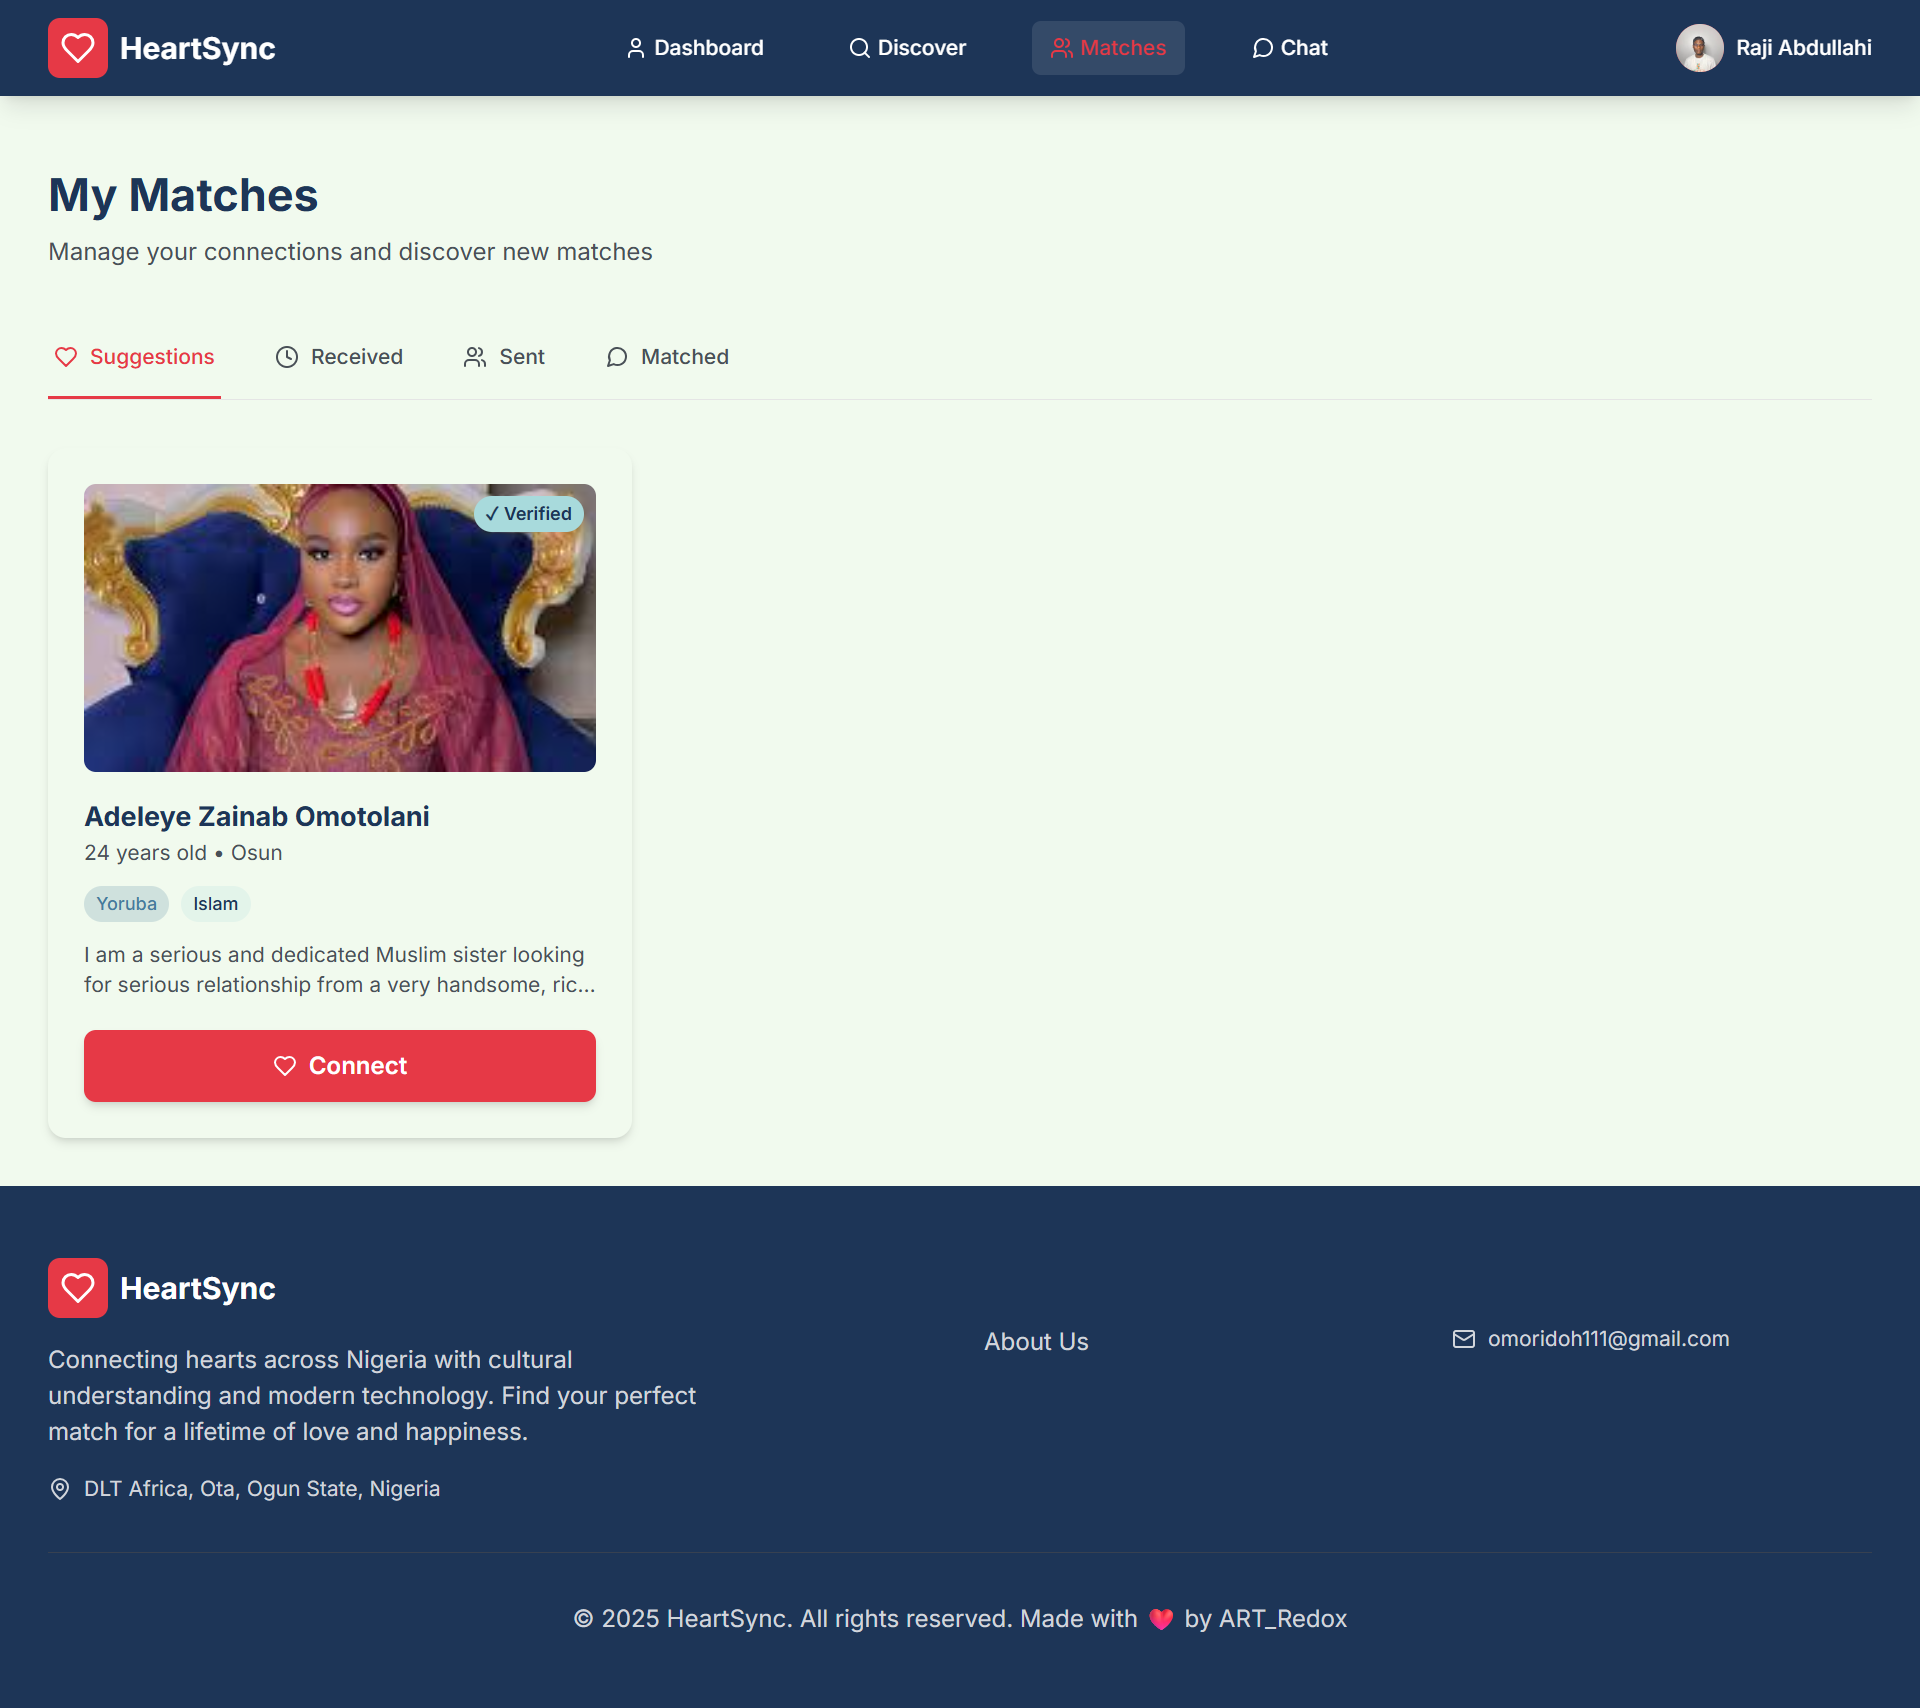 HeartSync
Dashboard
Discover
Matches
Chat
Raji Abdullahi
My Matches
Manage your connections and discover new matches
Suggestions
Received
Sent
Matched
✓ Verified
Adeleye Zainab Omotolani
24 years old • Osun
Yoruba
Islam
I am a serious and dedicated Muslim sister looking
for serious relationship from a very handsome, ric...
Connect
HeartSync
Connecting hearts across Nigeria with cultural
understanding and modern technology. Find your perfect
match for a lifetime of love and happiness.
DLT Africa, Ota, Ogun State, Nigeria
About Us
omoridoh111@gmail.com
© 2025 HeartSync. All rights reserved. Made with ❤️ by ART_Redox